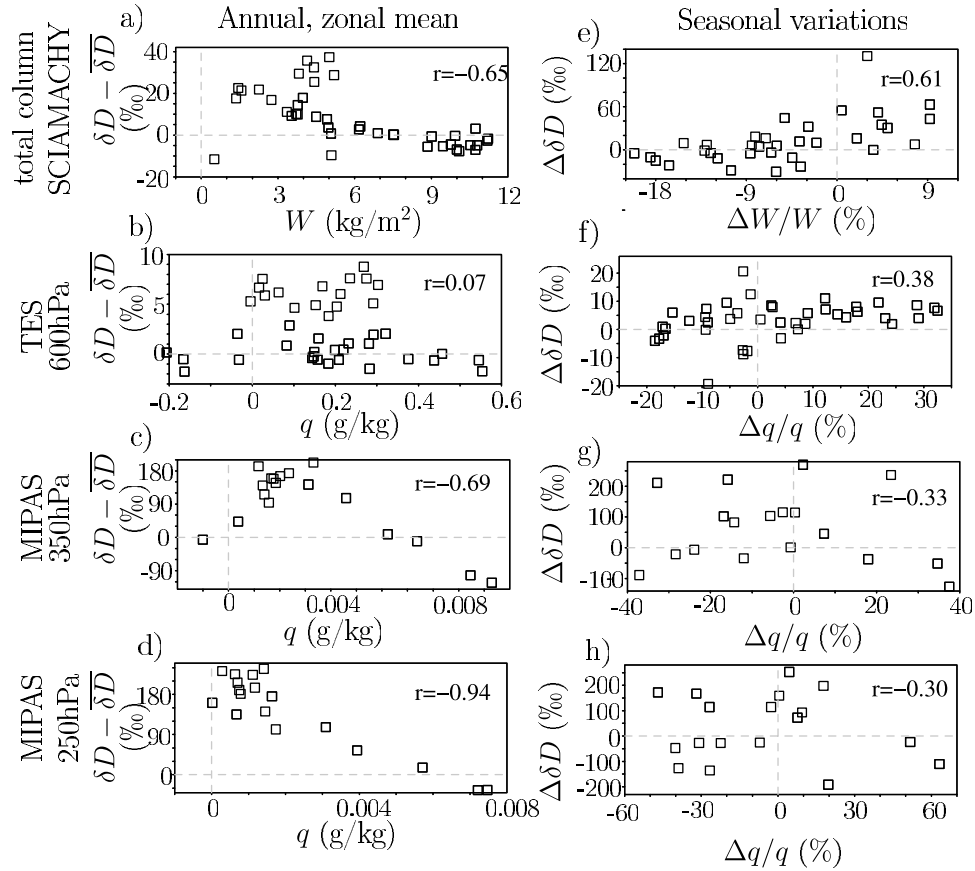 Annual, zonal mean
Seasonal variations
a)
total column
SCIAMACHY
δD − δD̅
(‰)
40
20
0
-20
r=−0.65
0
3
6
9
12
W (kg/m²)
e)
ΔδD (‰)
120
60
0
r=0.61
-18
-9
0
9
ΔW/W (%)
b)
TES
600hPa
δD − δD̅
(‰)
10
5
0
r=0.07
-0.2
0
0.2
0.4
0.6
q (g/kg)
f)
ΔδD (‰)
20
10
0
-10
-20
r=0.38
-20
-10
0
10
20
30
Δq/q (%)
c)
MIPAS
350hPa
δD − δD̅
(‰)
180
90
0
-90
r=−0.69
0
0.004
0.008
q (g/kg)
g)
ΔδD (‰)
200
100
0
-100
r=−0.33
-40
-20
0
20
40
Δq/q (%)
d)
MIPAS
250hPa
δD − δD̅
(‰)
180
90
0
r=−0.94
0
0.004
0.008
q (g/kg)
h)
ΔδD (‰)
200
100
0
-100
-200
r=−0.30
-60
-30
0
30
60
Δq/q (%)